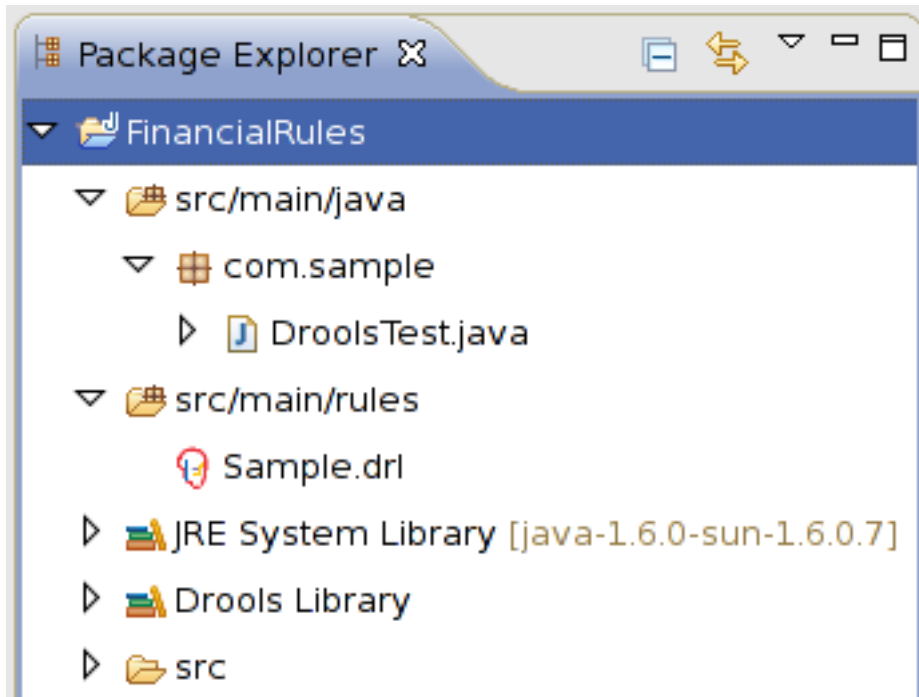 Package Explorer
FinancialRules
src/main/java
com.sample
DroolsTest.java
src/main/rules
Sample.drl
JRE System Library [java-1.6.0-sun-1.6.0.7]
Drools Library
src